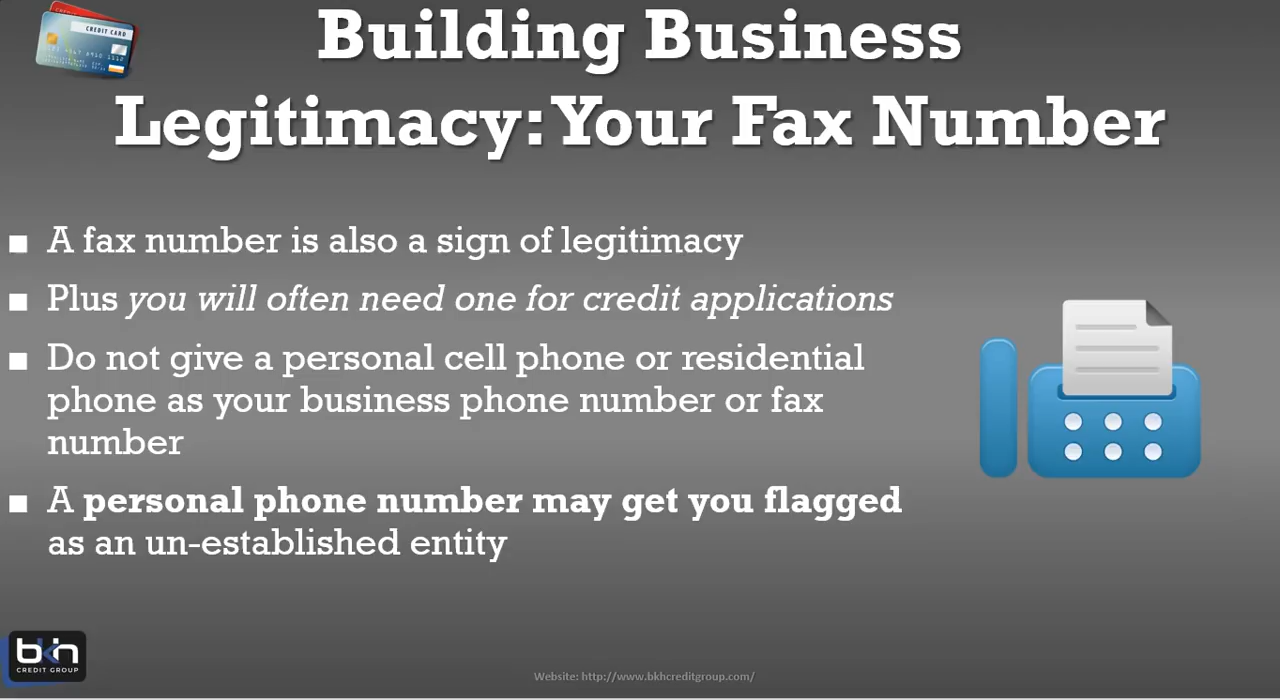 Building Business
Legitimacy: Your Fax Number
CREDIT CARD
■ A fax number is also a sign of legitimacy
■ Plus you will often need one for credit applications
■ Do not give a personal cell phone or residential
phone as your business phone number or fax
number
■ A personal phone number may get you flagged
as an un-established entity
bkh
CREDIT GROUP
Website: http://www.bkhcreditgroup.com/